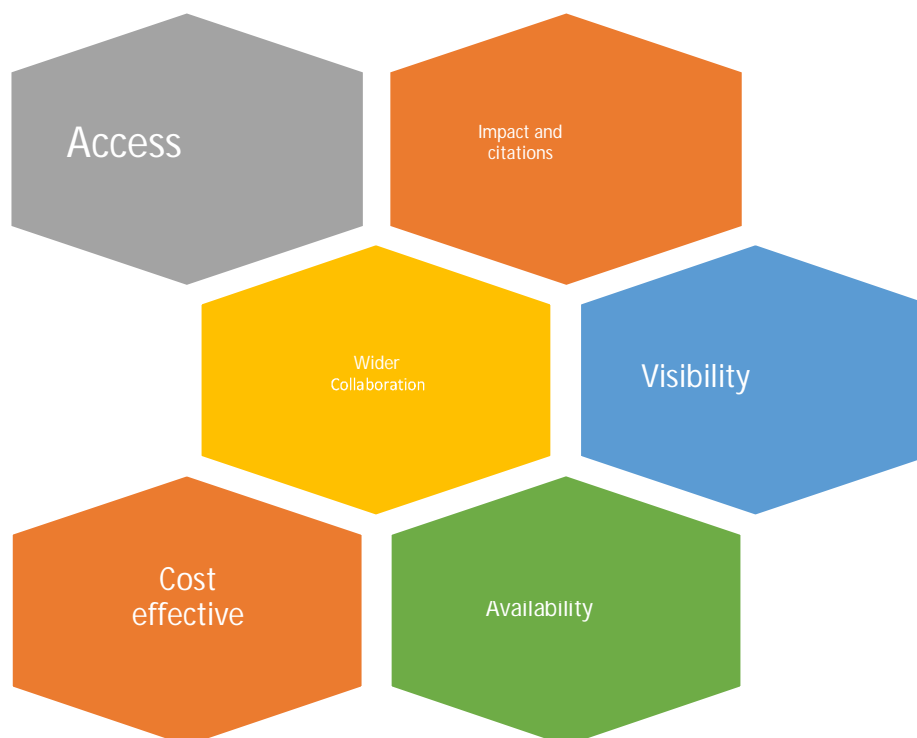 Access
Impact and
citations
Wider
Collaboration
Visibility
Cost
effective
Availability